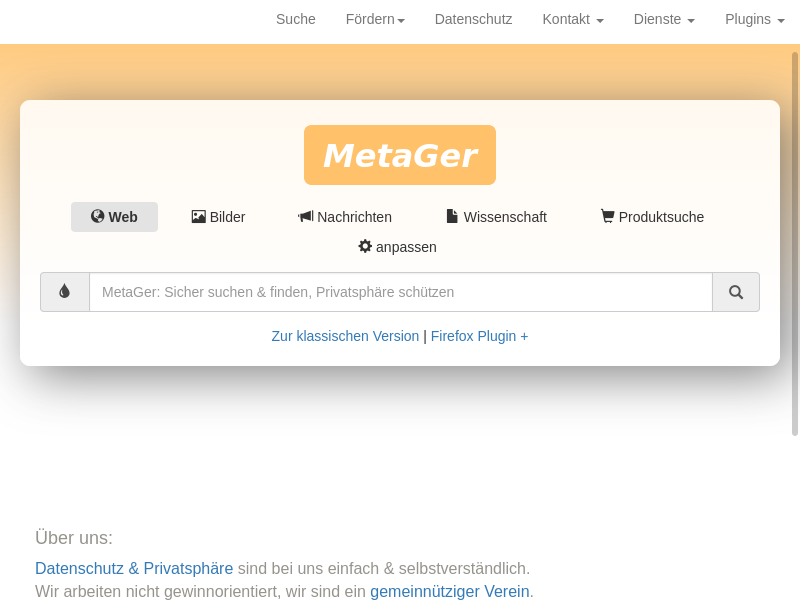 Suche Fördern Datenschutz Kontakt Dienste Plugins
MetaGer
Web Bilder Nachrichten Wissenschaft Produktsuche
anpassen
MetaGer: Sicher suchen & finden, Privatsphäre schützen
Zur klassischen Version | Firefox Plugin +
Über uns:
Datenschutz & Privatsphäre sind bei uns einfach & selbstverständlich.
Wir arbeiten nicht gewinnorientiert, wir sind ein gemeinnütziger Verein.